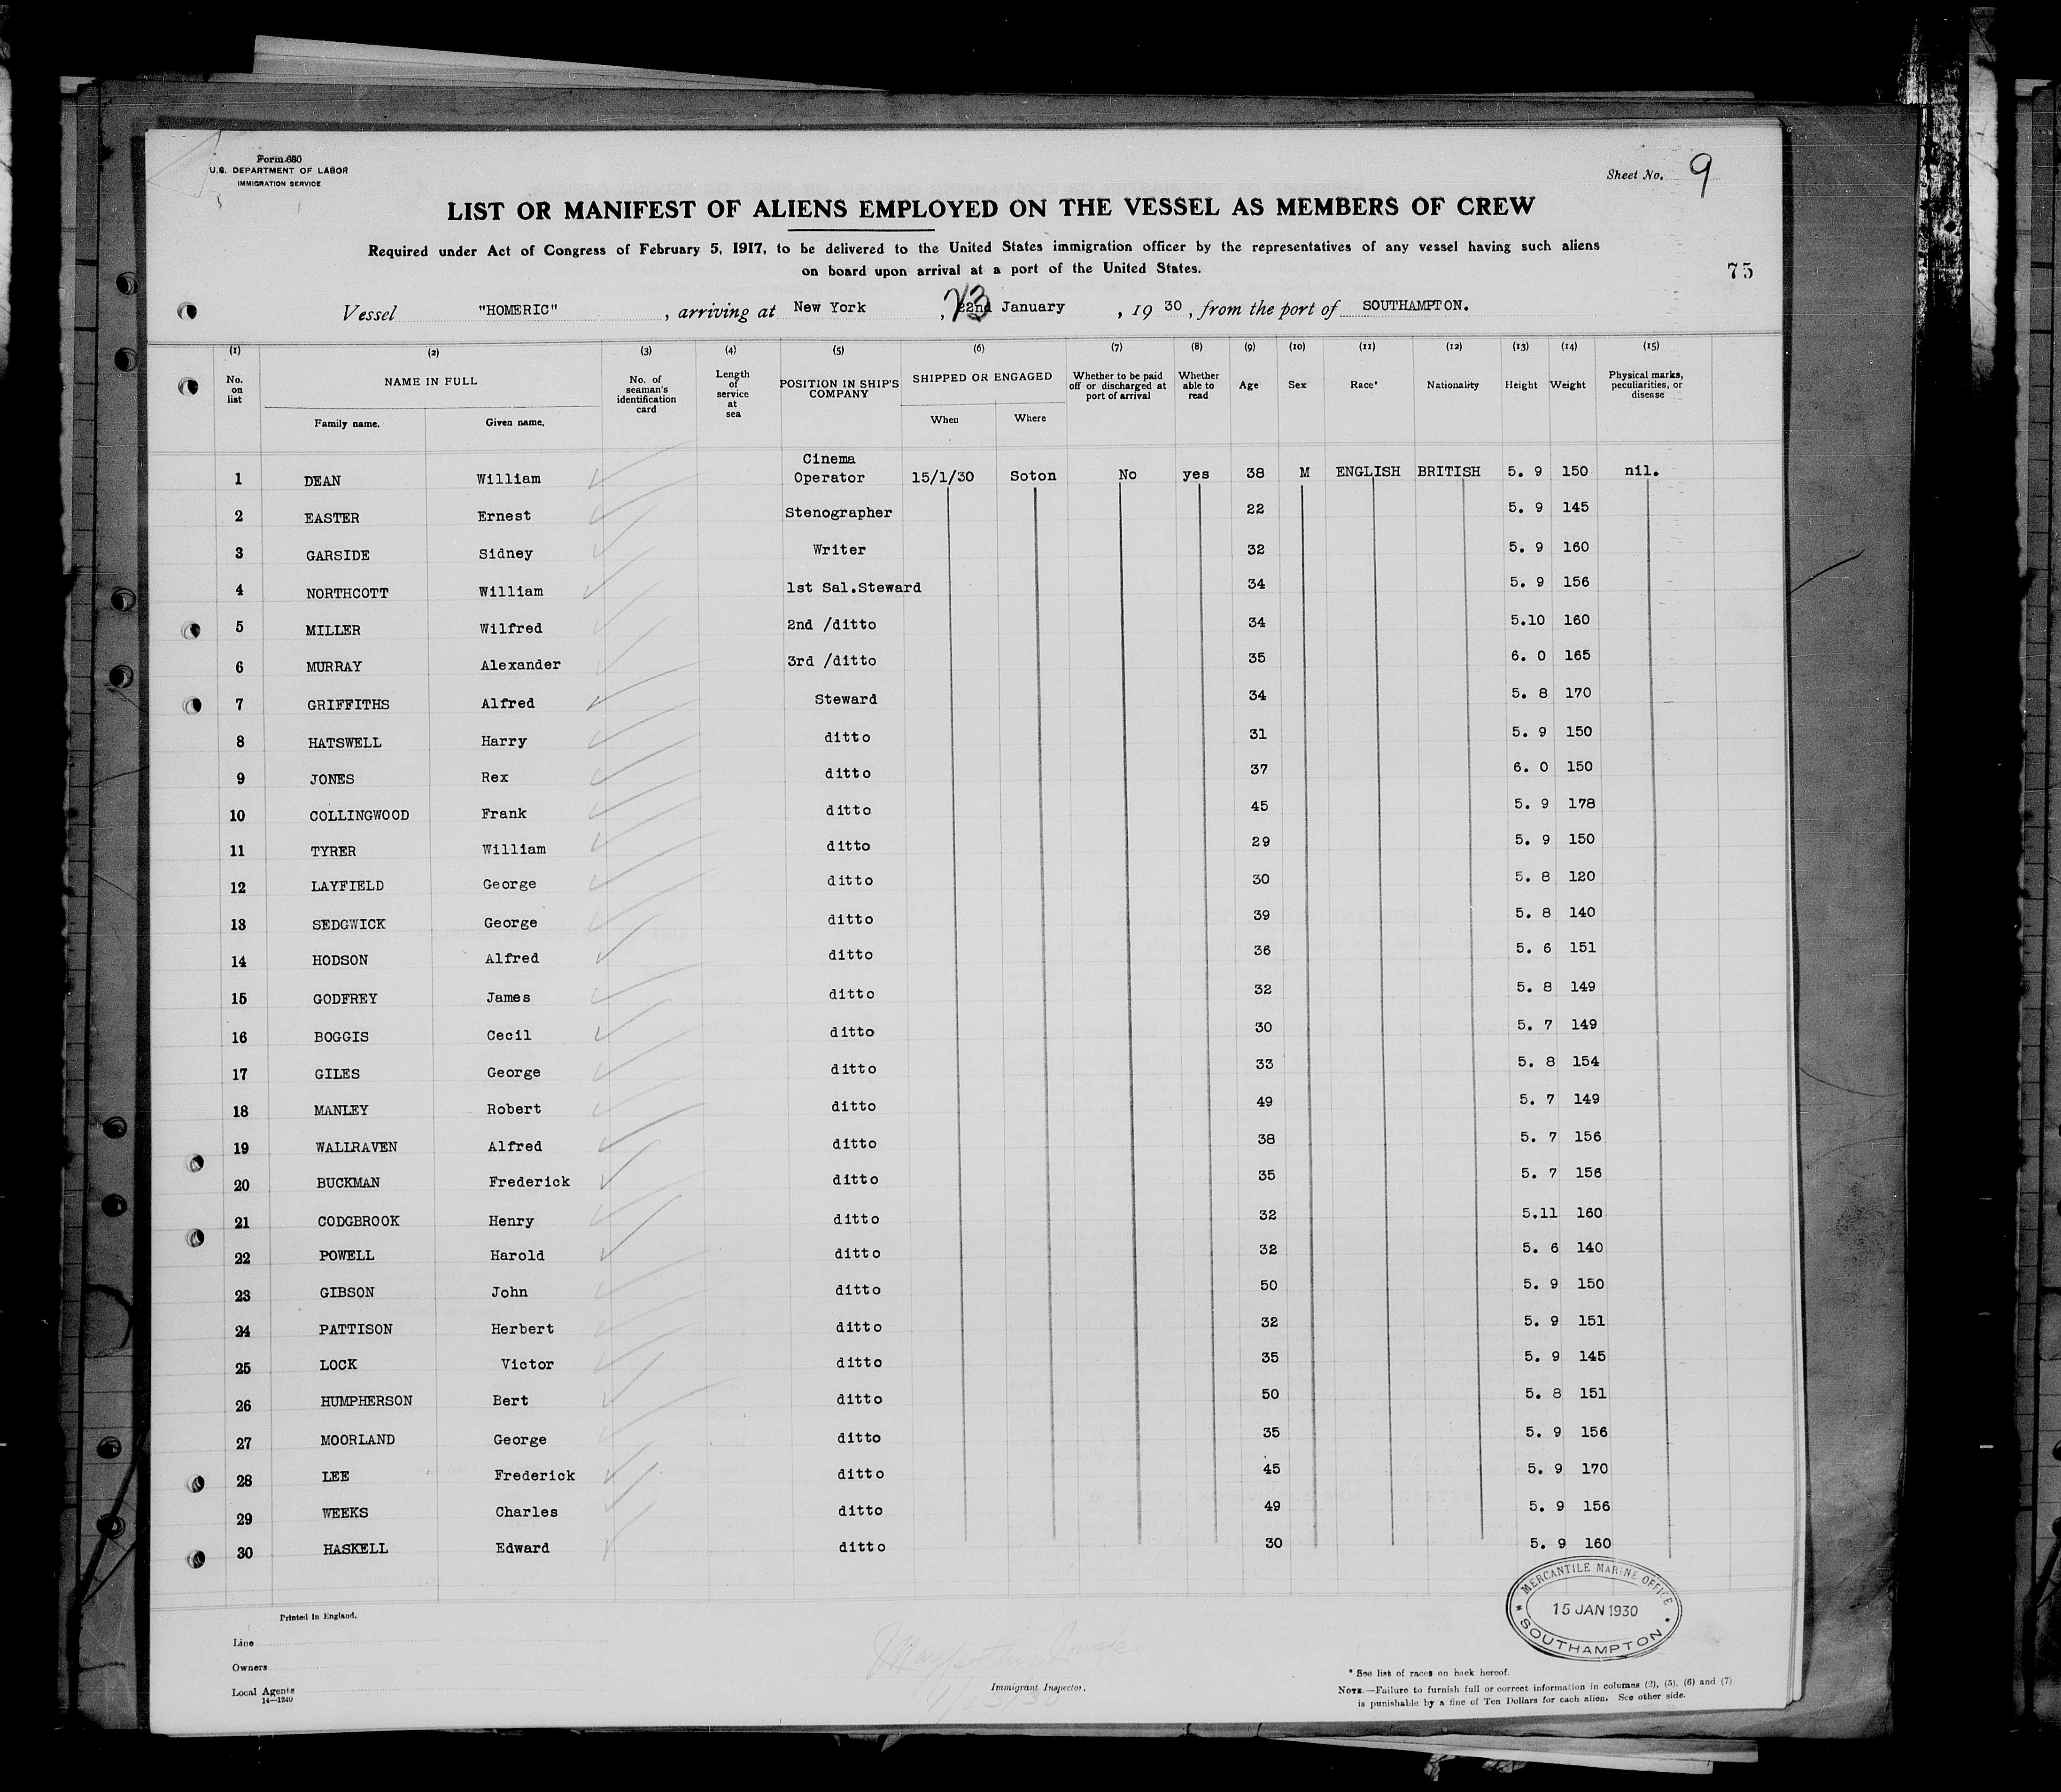 Form 680
U.S. DEPARTMENT OF LABOR
IMMIGRATION SERVICE
Sheet No. 9
LIST OR MANIFEST OF ALIENS EMPLOYED ON THE VESSEL AS MEMBERS OF CREW
Required under Act of Congress of February 5, 1917, to be delivered to the United States immigration officer by the representatives of any vessel having such aliens
on board upon arrival at a port of the United States.
75
Vessel "HOMERIC" , arriving at New York , 22nd 23 January , 19 30 , from the port of SOUTHAMPTON.
(1) (2) (3) (4) (5) (6) (7) (8) (9) (10) (11) (12) (13) (14) (15)
No. on list NAME IN FULL Family name. Given name. No. of seaman's identification card Length of service at sea POSITION IN SHIP'S COMPANY SHIPPED OR ENGAGED When Where Whether to be paid off or discharged at port of arrival Whether able to read Age Sex Race* Nationality Height Weight Physical marks, peculiarities, or disease
1 DEAN William Cinema Operator 15/1/30 Soton No yes 38 M ENGLISH BRITISH 5. 9 150 nil.
2 EASTER Ernest Stenographer 22 5. 9 145
3 GARSIDE Sidney Writer 32 5. 9 160
4 NORTHCOTT William 1st Sal.Steward 34 5. 9 156
5 MILLER Wilfred 2nd /ditto 34 5.10 160
6 MURRAY Alexander 3rd /ditto 35 6. 0 165
7 GRIFFITHS Alfred Steward 34 5. 8 170
8 HATSWELL Harry ditto 31 5. 9 150
9 JONES Rex ditto 37 6. 0 150
10 COLLINGWOOD Frank ditto 45 5. 9 178
11 TYRER William ditto 29 5. 9 150
12 LAYFIELD George ditto 30 5. 8 120
13 SEDGWICK George ditto 39 5. 8 140
14 HODSON Alfred ditto 36 5. 6 151
15 GODFREY James ditto 32 5. 8 149
16 BOGGIS Cecil ditto 30 5. 7 149
17 GILES George ditto 33 5. 8 154
18 MANLEY Robert ditto 49 5. 7 149
19 WALLRAVEN Alfred ditto 38 5. 7 156
20 BUCKMAN Frederick ditto 35 5. 7 156
21 CODGBROOK Henry ditto 32 5.11 160
22 POWELL Harold ditto 32 5. 6 140
23 GIBSON John ditto 50 5. 9 150
24 PATTISON Herbert ditto 32 5. 9 151
25 LOCK Victor ditto 35 5. 9 145
26 HUMPHERSON Bert ditto 50 5. 8 151
27 MOORLAND George ditto 35 5. 9 156
28 LEE Frederick ditto 45 5. 9 170
29 WEEKS Charles ditto 49 5. 9 156
30 HASKELL Edward ditto 30 5. 9 160
MERCANTILE MARINE OFFICE
15 JAN 1930
SOUTHAMPTON
Printed in England.
Line
Owners
Local Agents
14—1240
Immigrant Inspector.
1/23/30
* See list of races on back hereof.
NOTE.—Failure to furnish full or correct information in columns (2), (5), (6) and (7)
is punishable by a fine of Ten Dollars for each alien. See other side.